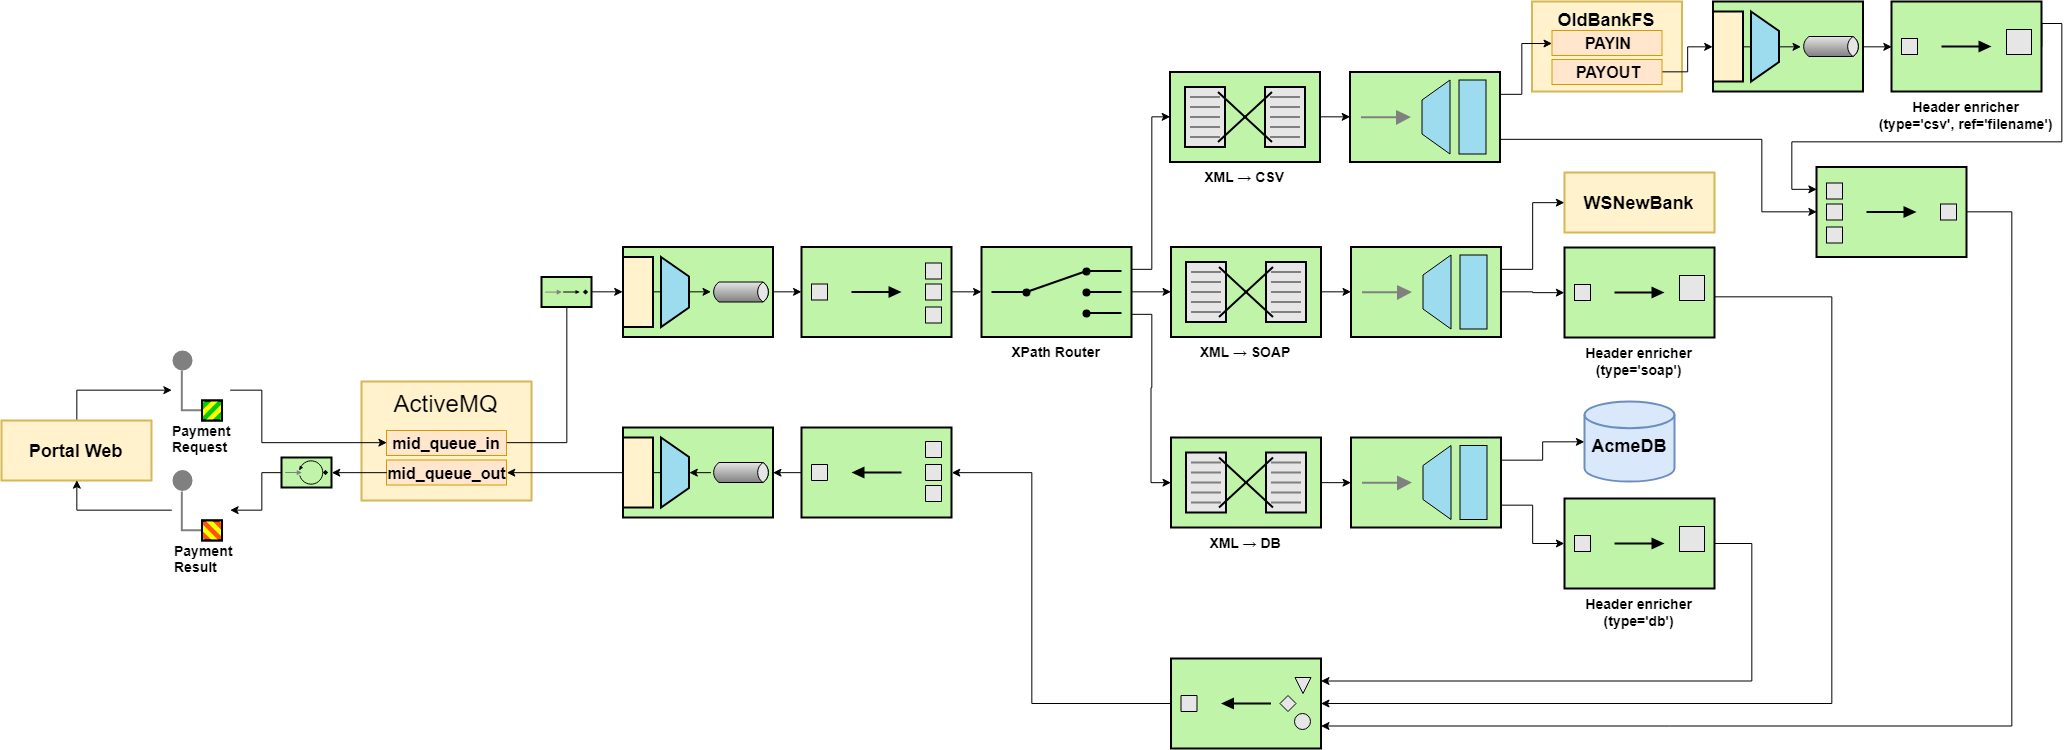 OldBankFS
PAYIN
PAYOUT
Header enricher
(type='csv', ref='filename')
XML → CSV
WSNewBank
XPath Router
XML → SOAP
Header enricher
(type='soap')
Payment
Request
ActiveMQ
mid_queue_in
mid_queue_out
Portal Web
Payment
Result
AcmeDB
XML → DB
Header enricher
(type='db')